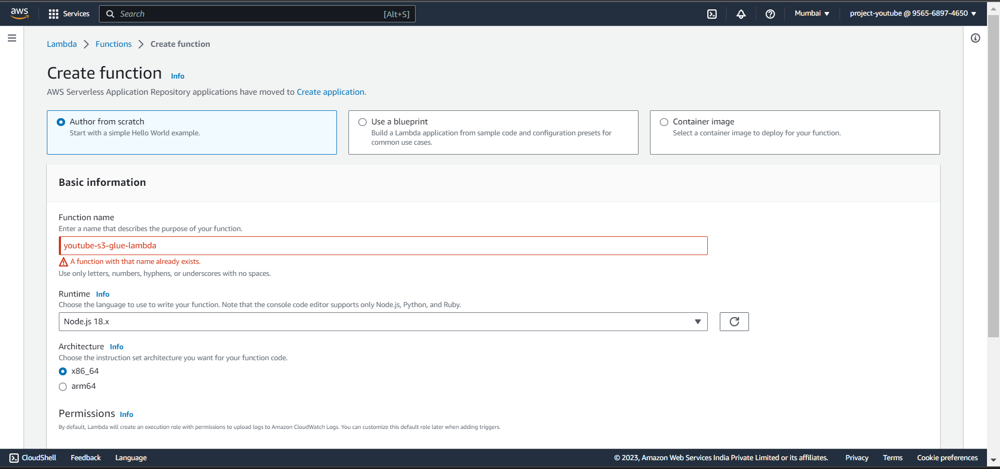 aws Services Search [Alt+S] Mumbai project-youtube @ 9565-6897-4650
Lambda Functions Create function
Create function Info
AWS Serverless Application Repository applications have moved to Create application.
Author from scratch
Start with a simple Hello World example.
Use a blueprint
Build a Lambda application from sample code and configuration presets for
common use cases.
Container image
Select a container image to deploy for your function.
Basic information
Function name
Enter a name that describes the purpose of your function.
youtube-s3-glue-lambda
A function with that name already exists.
Use only letters, numbers, hyphens, or underscores with no spaces.
Runtime Info
Choose the language to use to write your function. Note that the console code editor supports only Node.js, Python, and Ruby.
Node.js 18.x
Architecture Info
Choose the instruction set architecture you want for your function code.
x86_64
arm64
Permissions Info
By default, Lambda will create an execution role with permissions to upload logs to Amazon CloudWatch Logs. You can customize this default role later when adding triggers.
CloudShell Feedback Language © 2023, Amazon Web Services India Private Limited or its affiliates. Privacy Terms Cookie preferences